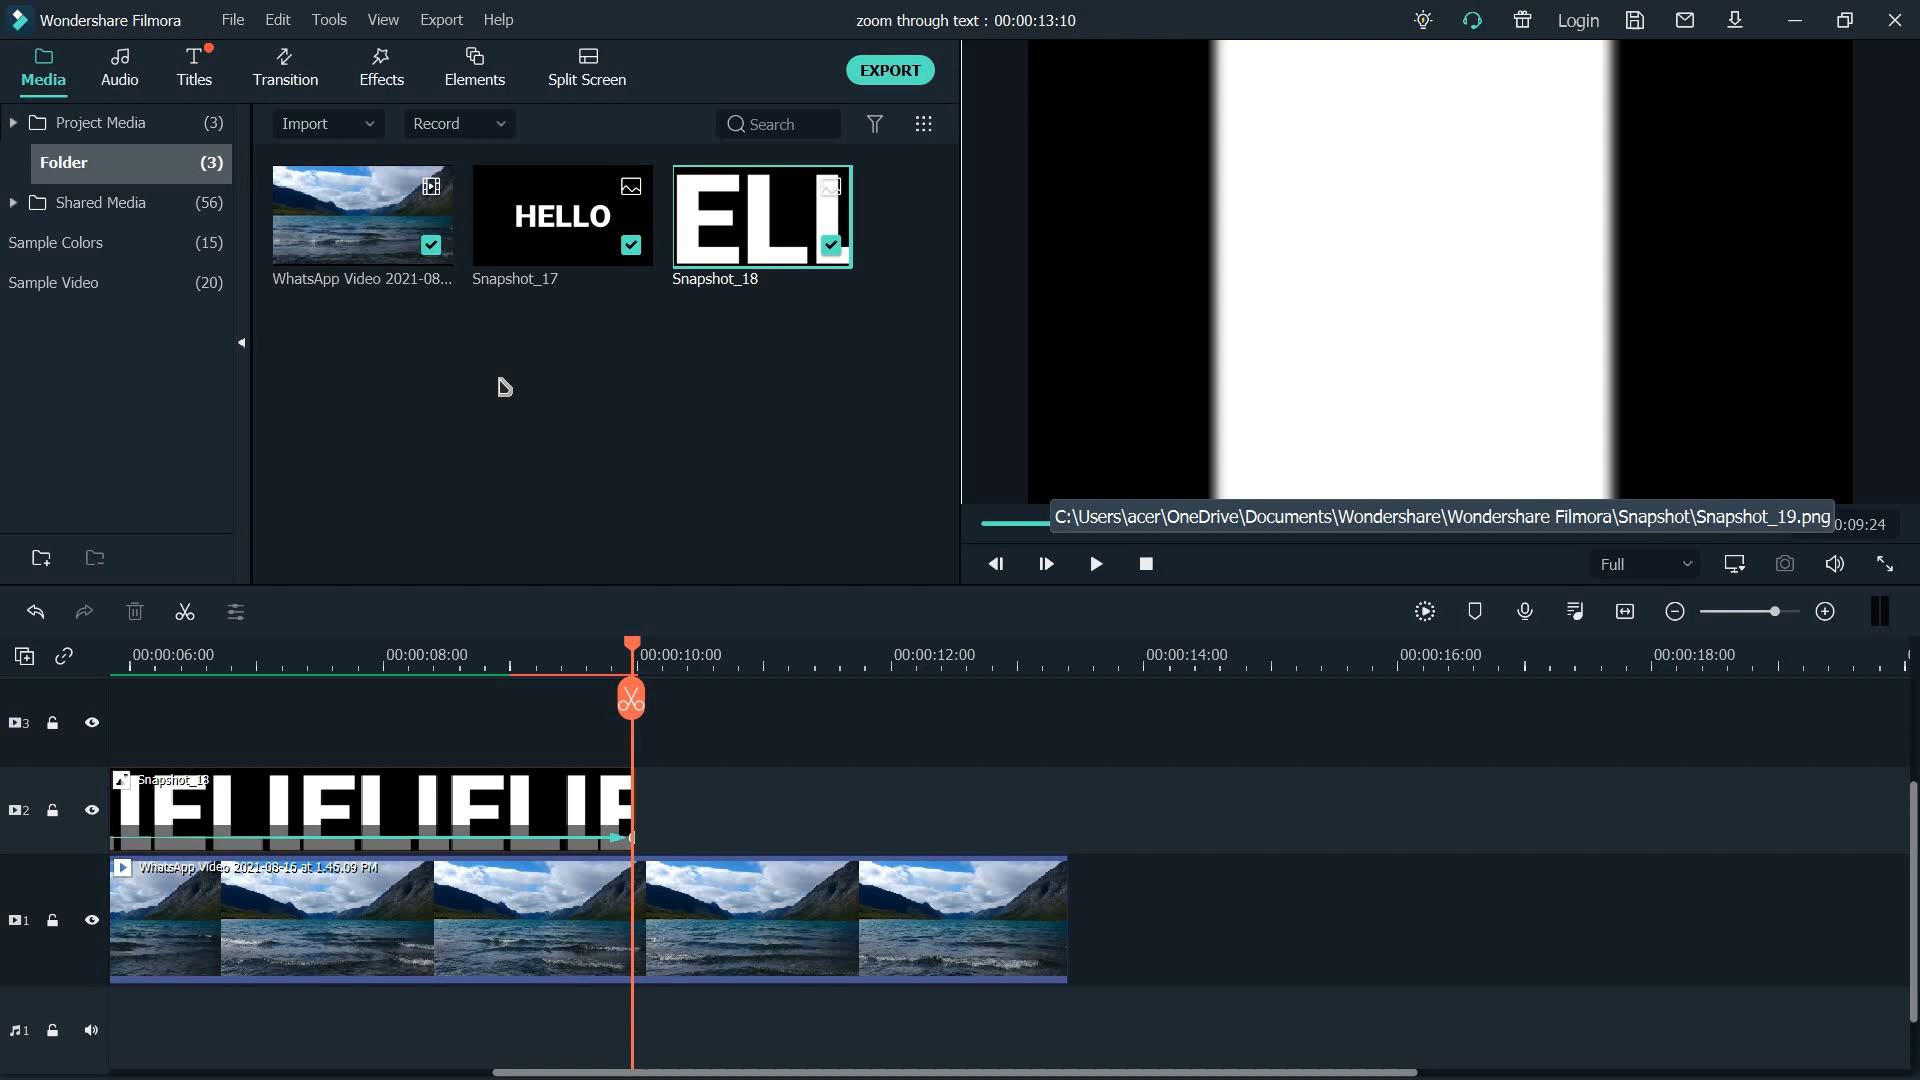 Wondershare Filmora
File Edit Tools View Export Help
zoom through text : 00:00:13:10
Login
Media
Audio
Titles
Transition
Effects
Elements
Split Screen
EXPORT
Project Media (3)
Folder (3)
Shared Media (56)
Sample Colors (15)
Sample Video (20)
Import
Record
Search
HELLO
ELL
WhatsApp Video 2021-08...
Snapshot_17
Snapshot_18
C:\Users\acer\OneDrive\Documents\Wondershare\Wondershare Filmora\Snapshot\Snapshot_19.png
0:09:24
Full
00:00:06:00
00:00:08:00
00:00:10:00
00:00:12:00
00:00:14:00
00:00:16:00
00:00:18:00
3
2
Snapshot_18
1
WhatsApp Video 2021-08-15 at 1.45.09 PM
1